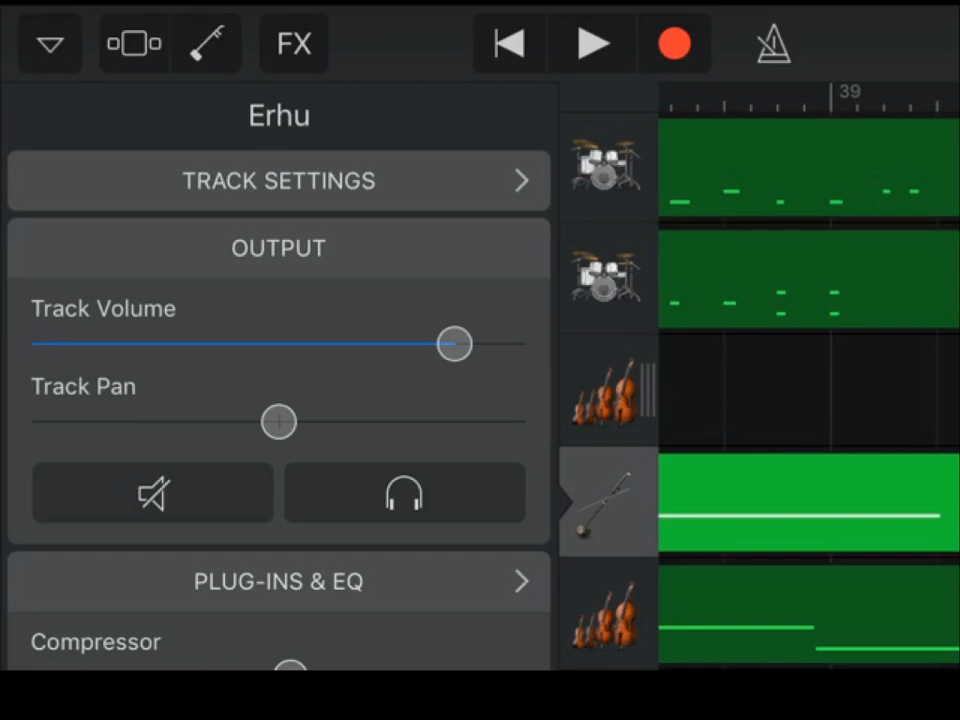 FX
39
Erhu
TRACK SETTINGS
OUTPUT
Track Volume
Track Pan
PLUG-INS & EQ
Compressor